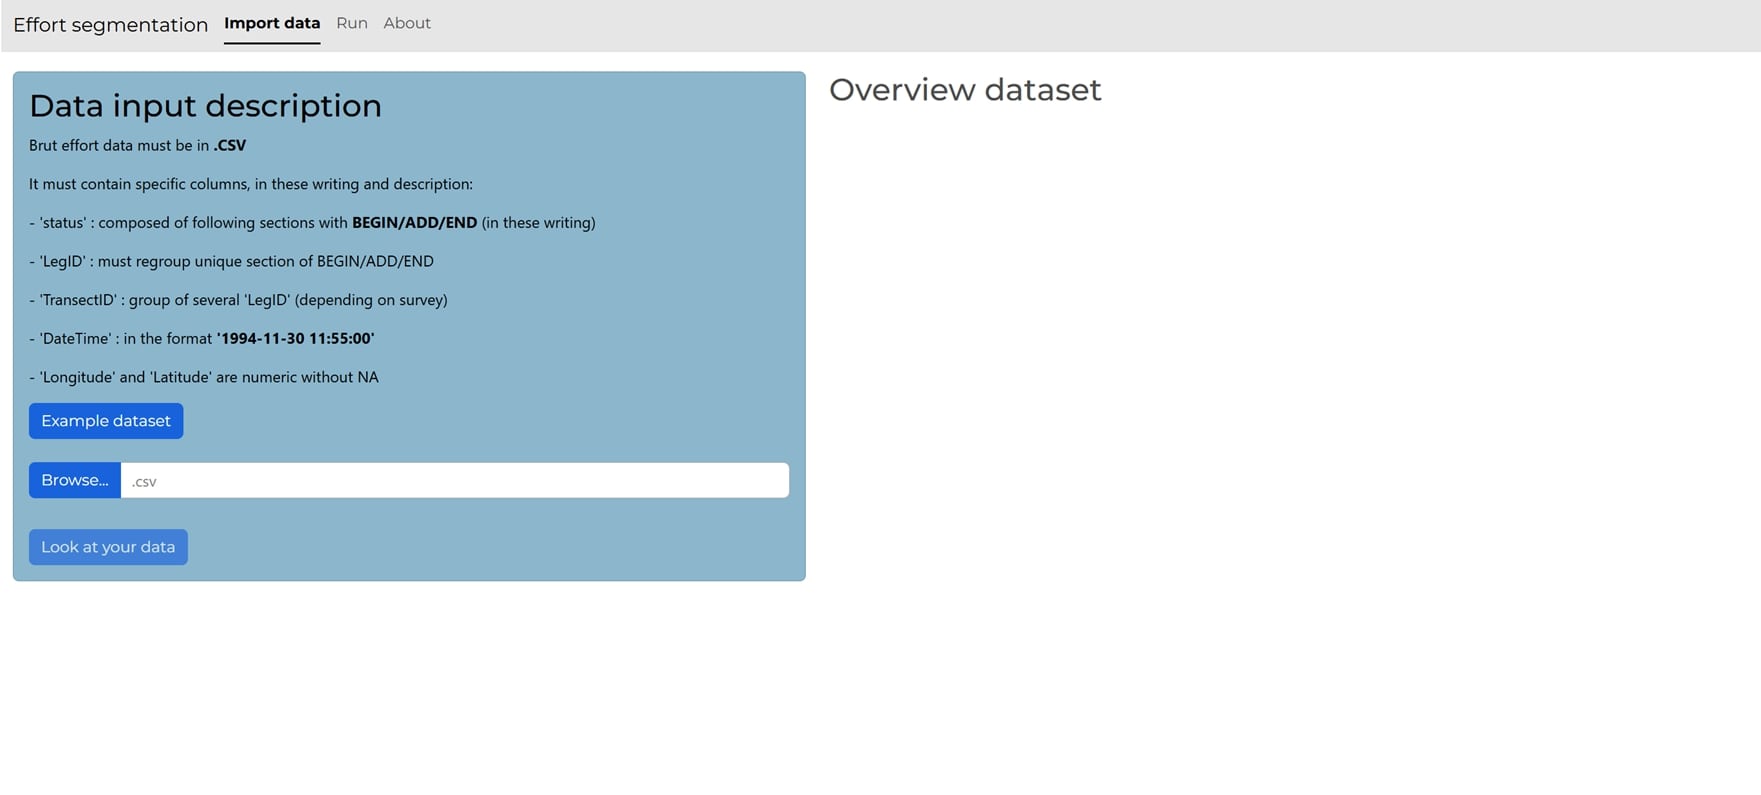 Effort segmentation Import data Run About
Data input description
Brut effort data must be in .CSV
It must contain specific columns, in these writing and description:
- 'status' : composed of following sections with BEGIN/ADD/END (in these writing)
- 'LegID' : must regroup unique section of BEGIN/ADD/END
- 'TransectID' : group of several 'LegID' (depending on survey)
- 'DateTime' : in the format '1994-11-30 11:55:00'
- 'Longitude' and 'Latitude' are numeric without NA
Example dataset
Browse... .csv
Look at your data
Overview dataset